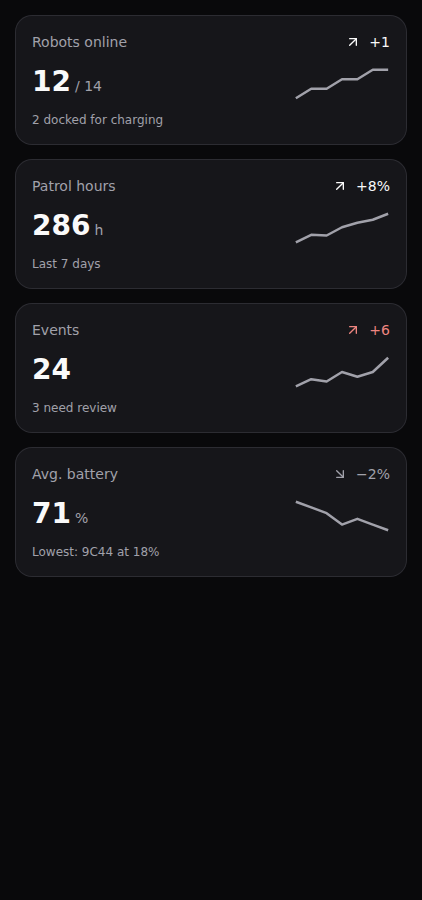 Robots online +1
12 / 14
2 docked for charging
Patrol hours +8%
286 h
Last 7 days
Events +6
24
3 need review
Avg. battery −2%
71 %
Lowest: 9C44 at 18%